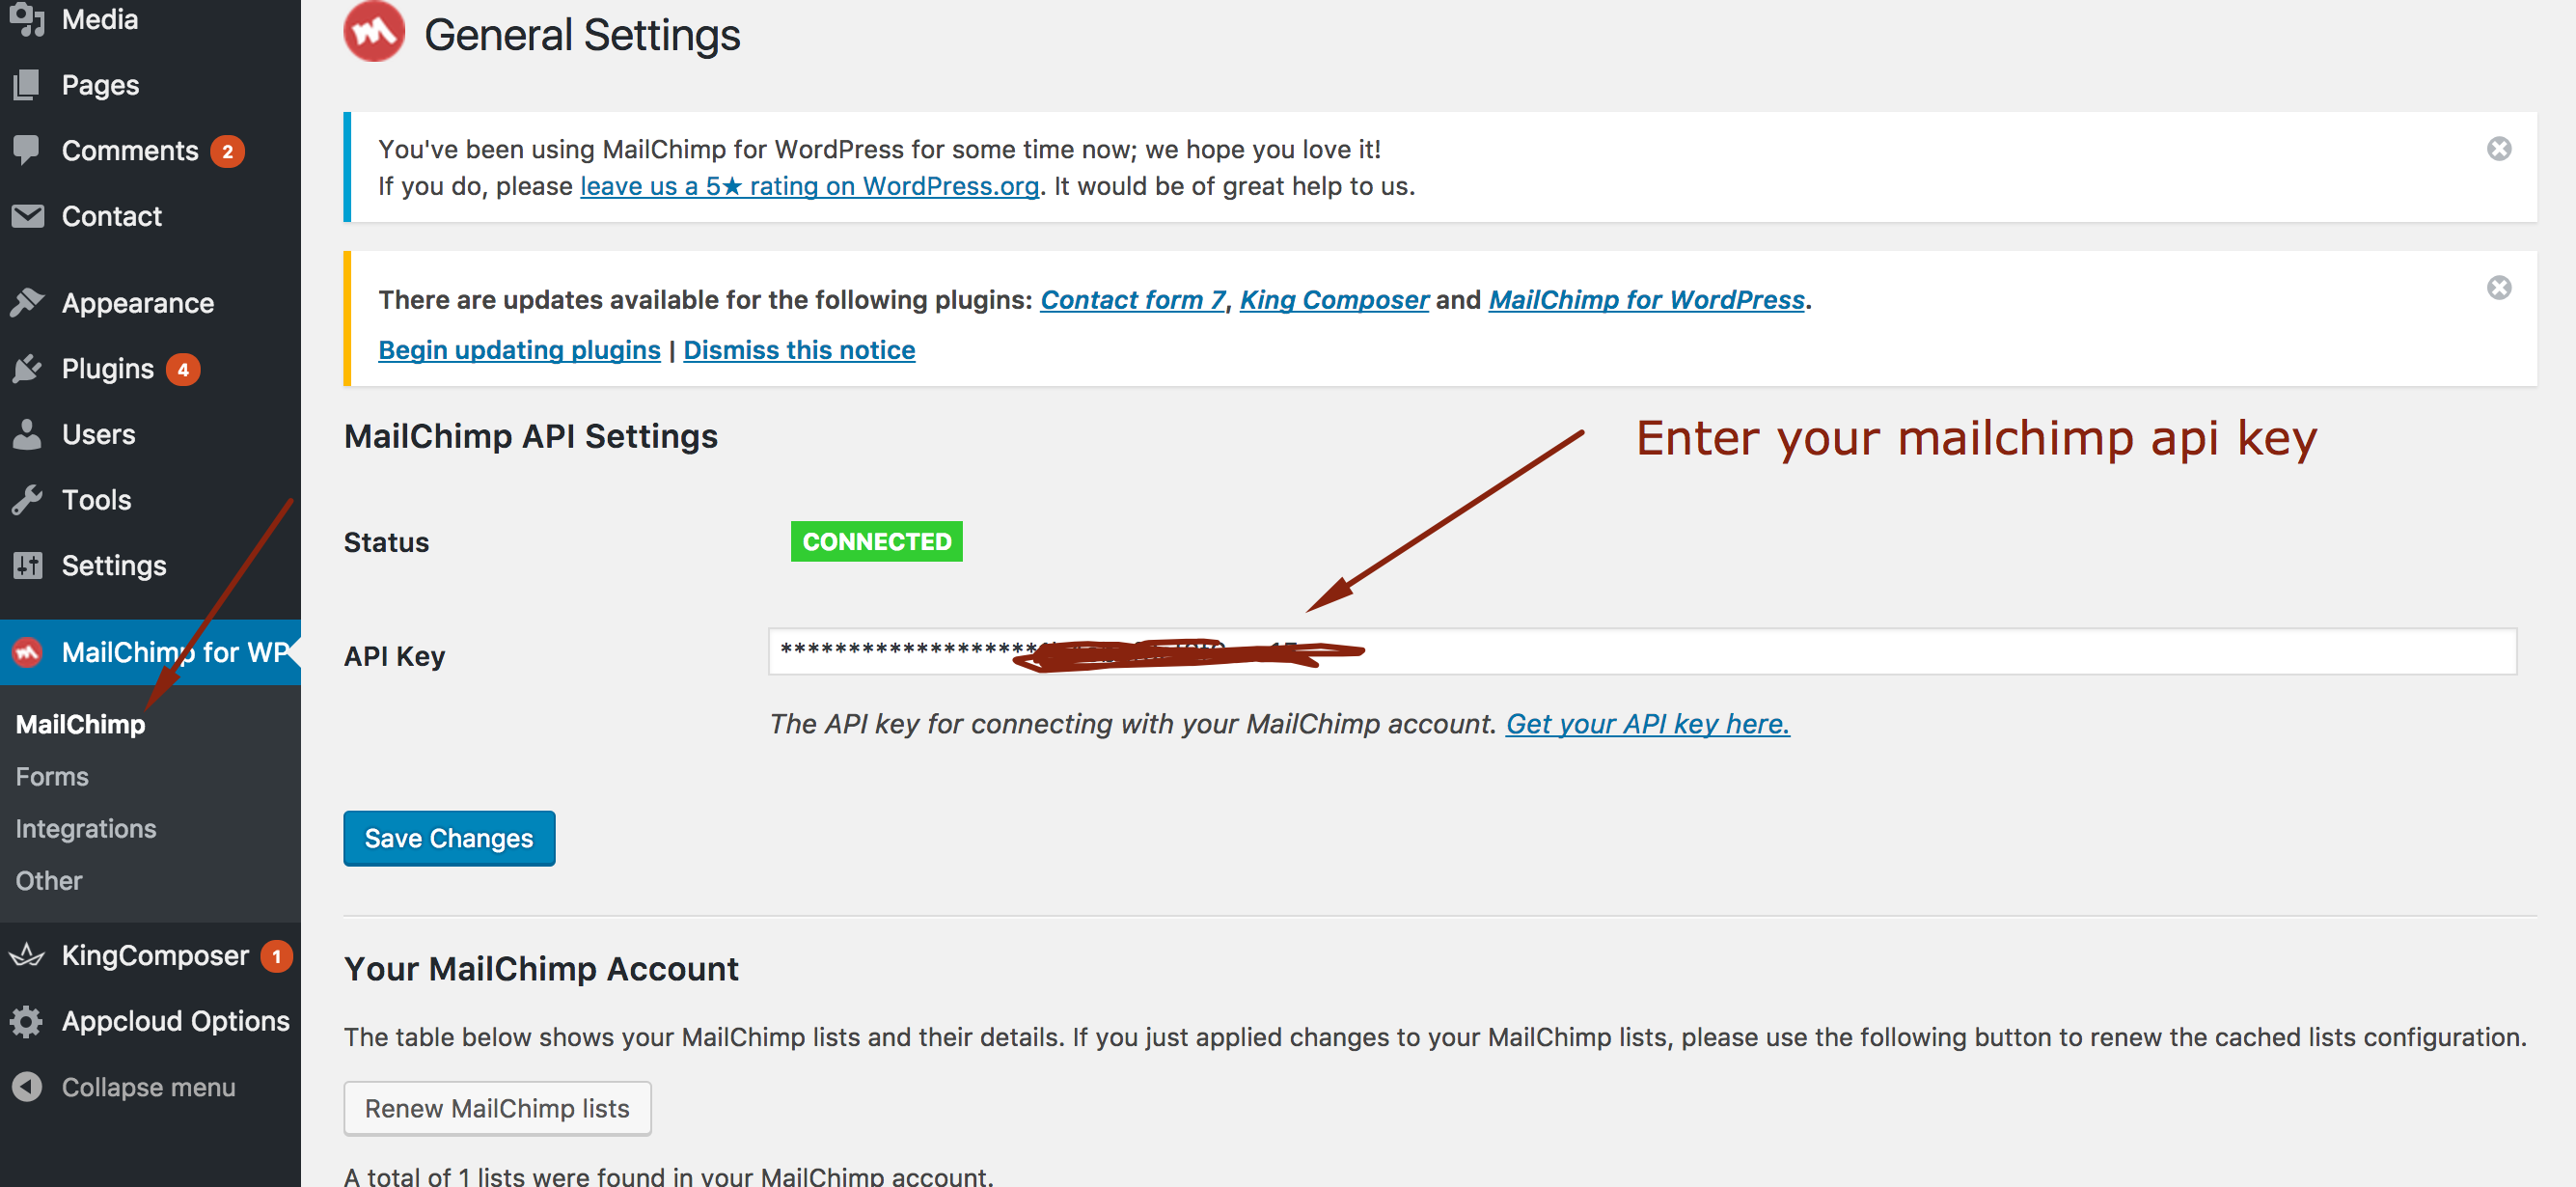 Media
Pages
Comments 2
Contact
Appearance
Plugins 4
Users
Tools
Settings
MailChimp for WP
MailChimp
Forms
Integrations
Other
KingComposer 1
Appcloud Options
Collapse menu
General Settings
You've been using MailChimp for WordPress for some time now; we hope you love it!
If you do, please leave us a 5★ rating on WordPress.org. It would be of great help to us.
There are updates available for the following plugins: Contact form 7, King Composer and MailChimp for WordPress.
Begin updating plugins | Dismiss this notice
MailChimp API Settings
Enter your mailchimp api key
Status CONNECTED
API Key *******************
The API key for connecting with your MailChimp account. Get your API key here.
Save Changes
Your MailChimp Account
The table below shows your MailChimp lists and their details. If you just applied changes to your MailChimp lists, please use the following button to renew the cached lists configuration.
Renew MailChimp lists
A total of 1 lists were found in your MailChimp account.